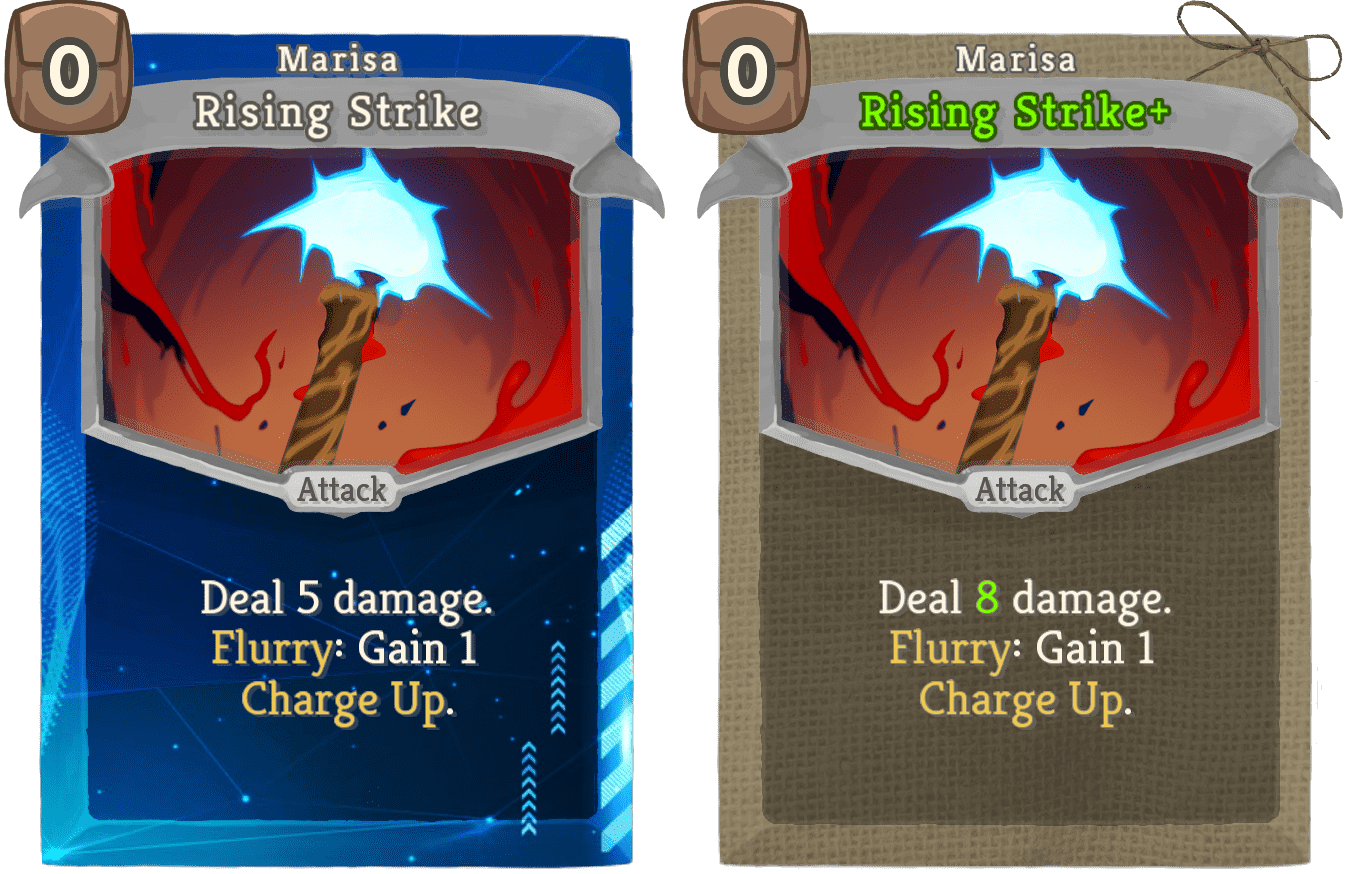 0
Marisa
Rising Strike
Attack
Deal 5 damage.
Flurry: Gain 1
Charge Up.
0
Marisa
Rising Strike+
Attack
Deal 8 damage.
Flurry: Gain 1
Charge Up.